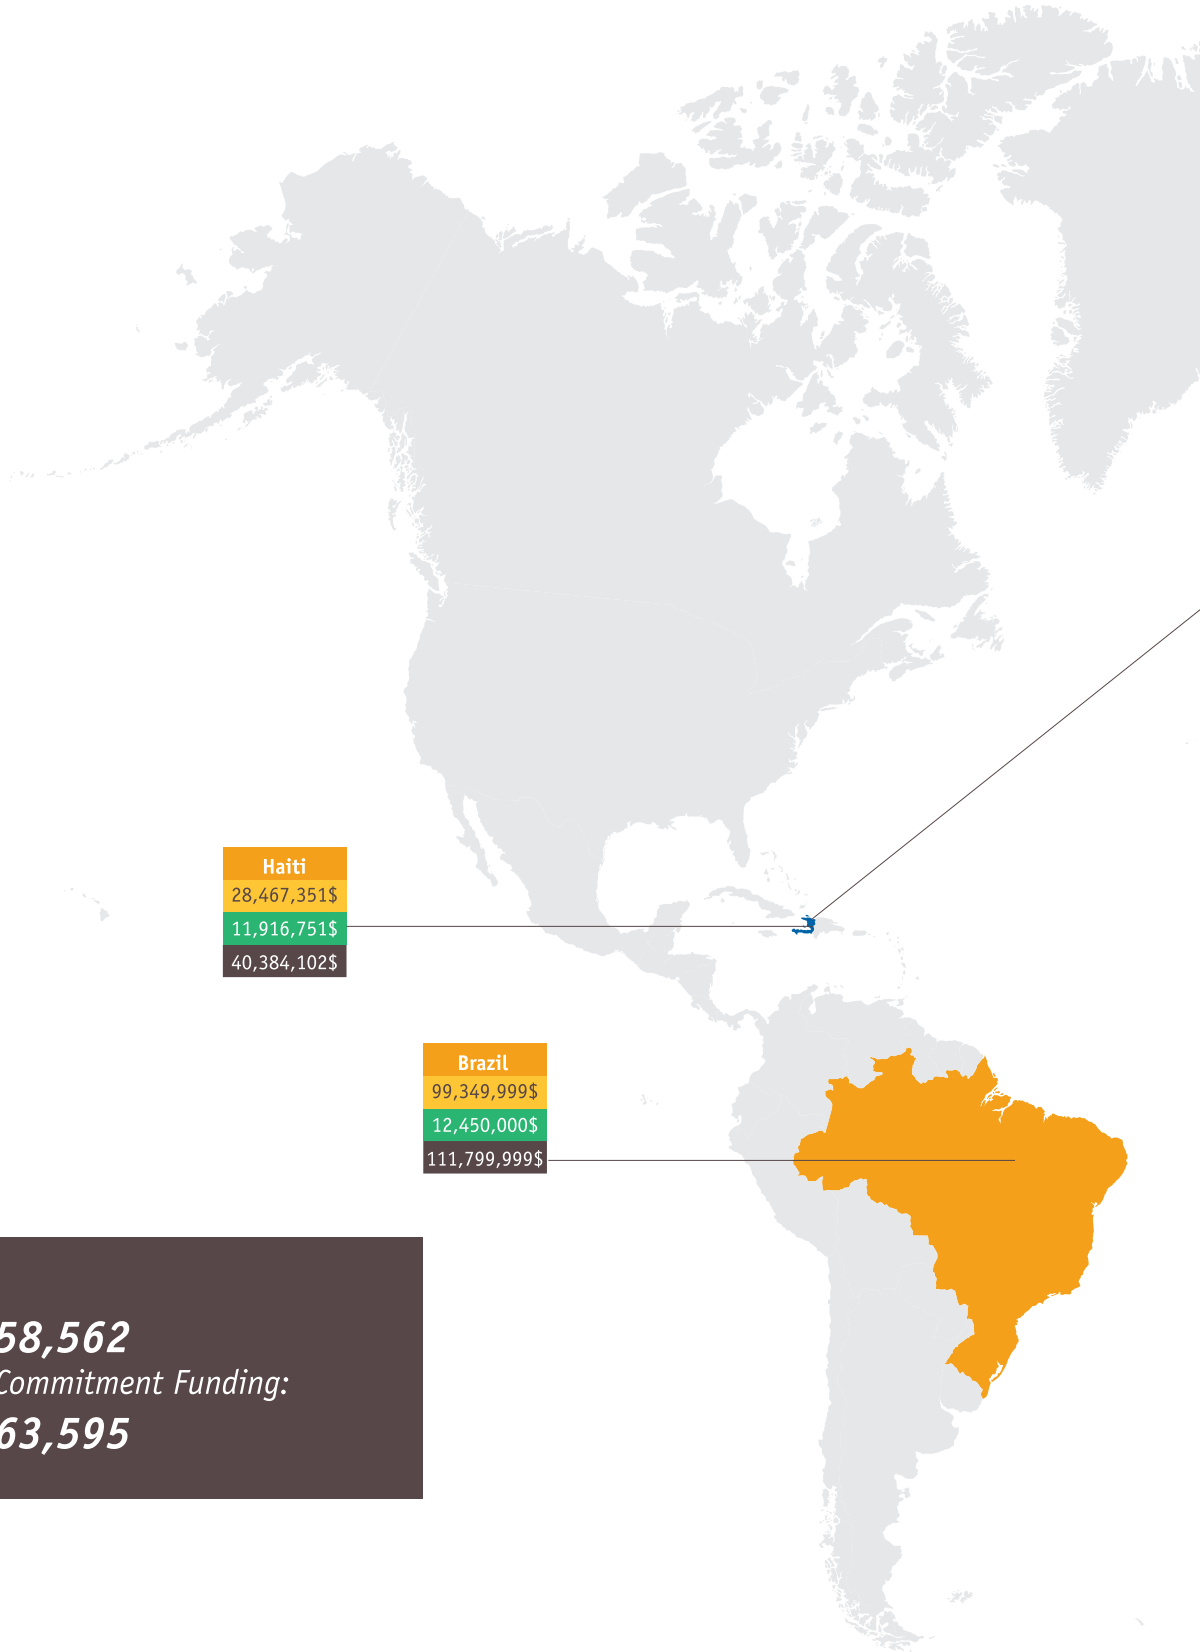 Haiti
28,467,351$
11,916,751$
40,384,102$
Brazil
99,349,999$
12,450,000$
111,799,999$
58,562
Commitment Funding:
63,595